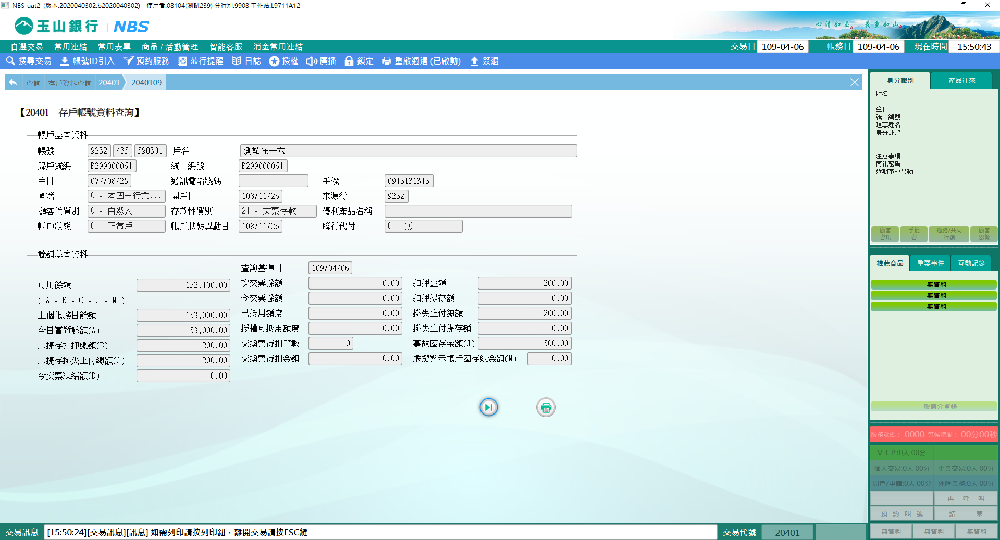 NBS-uat2 (版本:2020040302.b2020040302) 使用者:08104(測試239) 分行別:9908 工作站:L9711A12
玉山銀行 | NBS
心清如玉。義重如山。
自選交易 常用連結 常用表單 商品 / 活動管理 智能客服 消金常用連結 交易日 109-04-06 帳務日 109-04-06 現在時間 15:50:43
搜尋交易 帳號ID引入 預約服務 蒞行提醒 日誌 授權 廣播 鎖定 重啟週邊 (已啟動) 簽退
查詢 存戶資料查詢 20401 2040109
【20401 存戶帳號資料查詢】
帳戶基本資料
帳號 9232 435 590301 戶名 測試徐一六
歸戶統編 B299000061 統一編號 B299000061
生日 077/08/25 通訊電話號碼 手機 0913131313
國籍 0 - 本國－行業... 開戶日 108/11/26 來源行 9232
顧客性質別 0 - 自然人 存款性質別 21 - 支票存款 優利產品名稱
帳戶狀態 0 - 正常戶 帳戶狀態異動日 108/11/26 聯行代付 0 - 無
餘額基本資料
查詢基準日 109/04/06
可用餘額 152,100.00 次交票餘額 0.00 扣押金額 200.00
( A - B - C - J - M ) 今交票餘額 0.00 扣押提存額 0.00
上個帳務日餘額 153,000.00 已抵用額度 0.00 掛失止付總額 200.00
今日實質餘額(A) 153,000.00 授權可抵用額度 0.00 掛失止付提存額 0.00
未提存扣押總額(B) 200.00 交換票待扣筆數 0 事故圈存金額(J) 500.00
未提存掛失止付總額(C) 200.00 交換票待扣金額 0.00 虛擬警示帳戶圈存總金額(M) 0.00
今交票凍結額(D) 0.00
身分識別 產品往來
姓名
生日
統一編號
理專姓名
身分註記
注意事項
簡訊密碼
近期事故異動
顧客資訊 手續費 通路/共同行銷 顧客影像
推薦商品 重要事件 互動記錄
無資料
無資料
無資料
一般轉介登錄
服務號碼： 0000 等候時間： 00分00秒
ＶＩＰ:0人 00分
個人交易:0人 00分 企業交易:0人 00分
開戶/申請:0人 00分 外匯業務:0人 00分
再 呼 叫
預 約 叫 號 結 束
無資料 無資料 無資料
交易訊息 [15:50:24][交易訊息][訊息] 如需列印請按列印鈕，離開交易請按ESC鍵 交易代號 20401